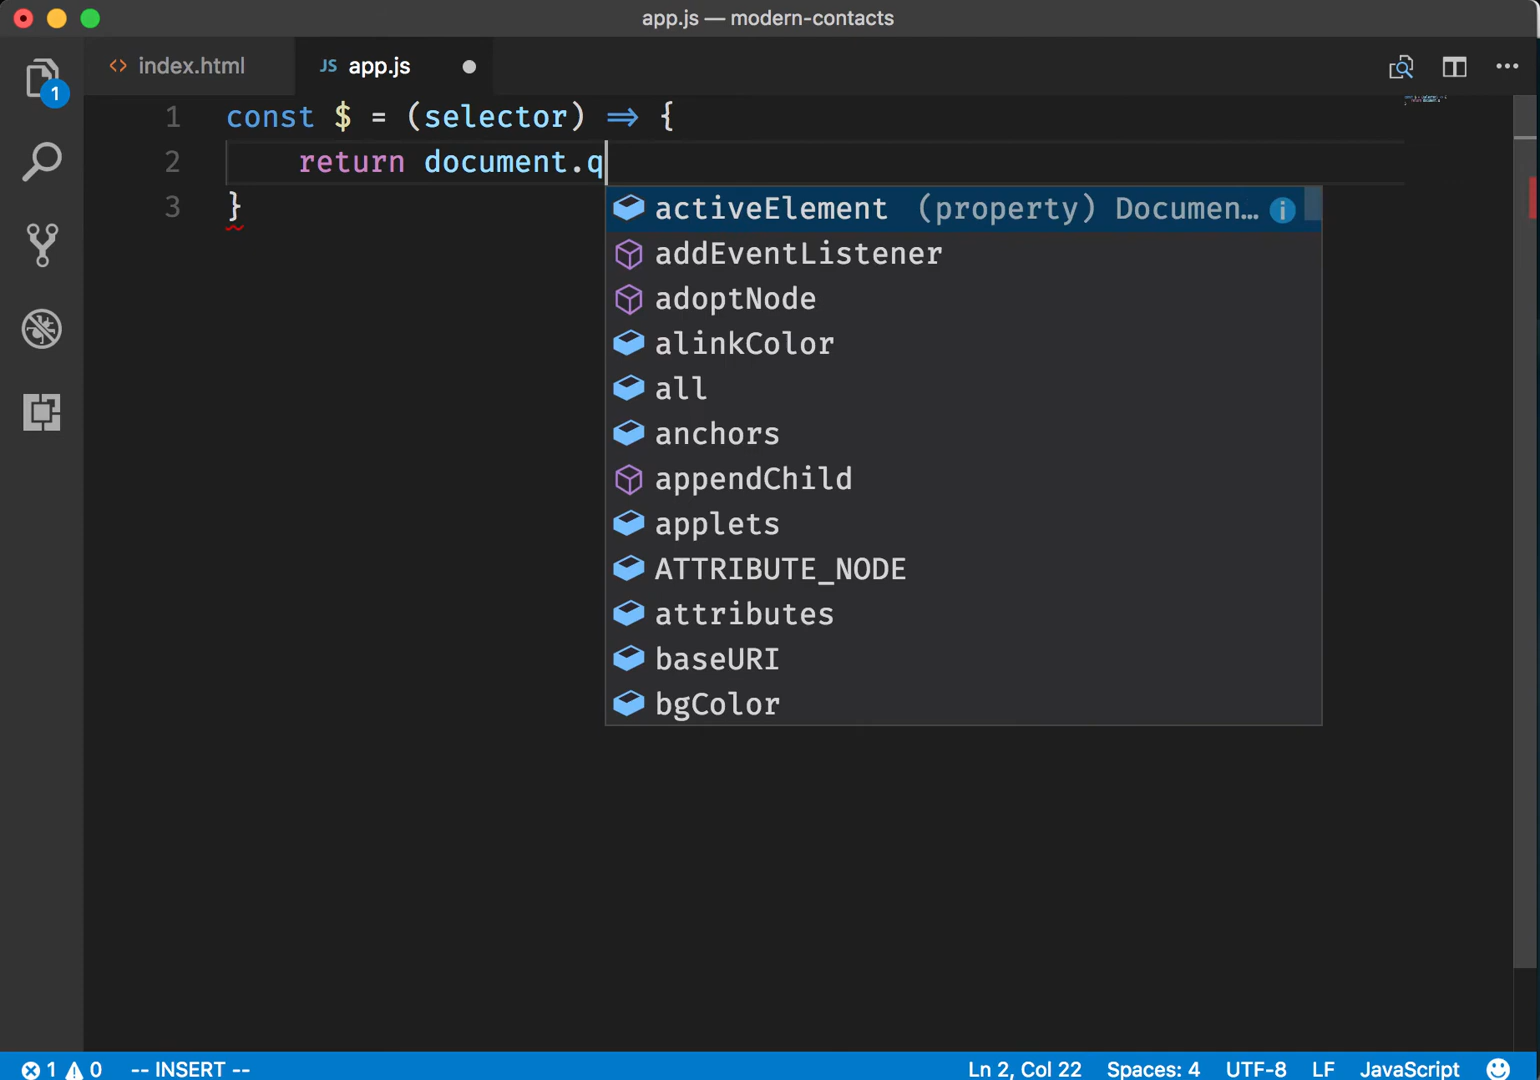 app.js — modern-contacts
index.html
JS app.js
1
1 const $ = (selector) => {
2 return document.q
3 }
activeElement (property) Documen…
addEventListener
adoptNode
alinkColor
all
anchors
appendChild
applets
ATTRIBUTE_NODE
attributes
baseURI
bgColor
1 0 -- INSERT -- Ln 2, Col 22 Spaces: 4 UTF-8 LF JavaScript